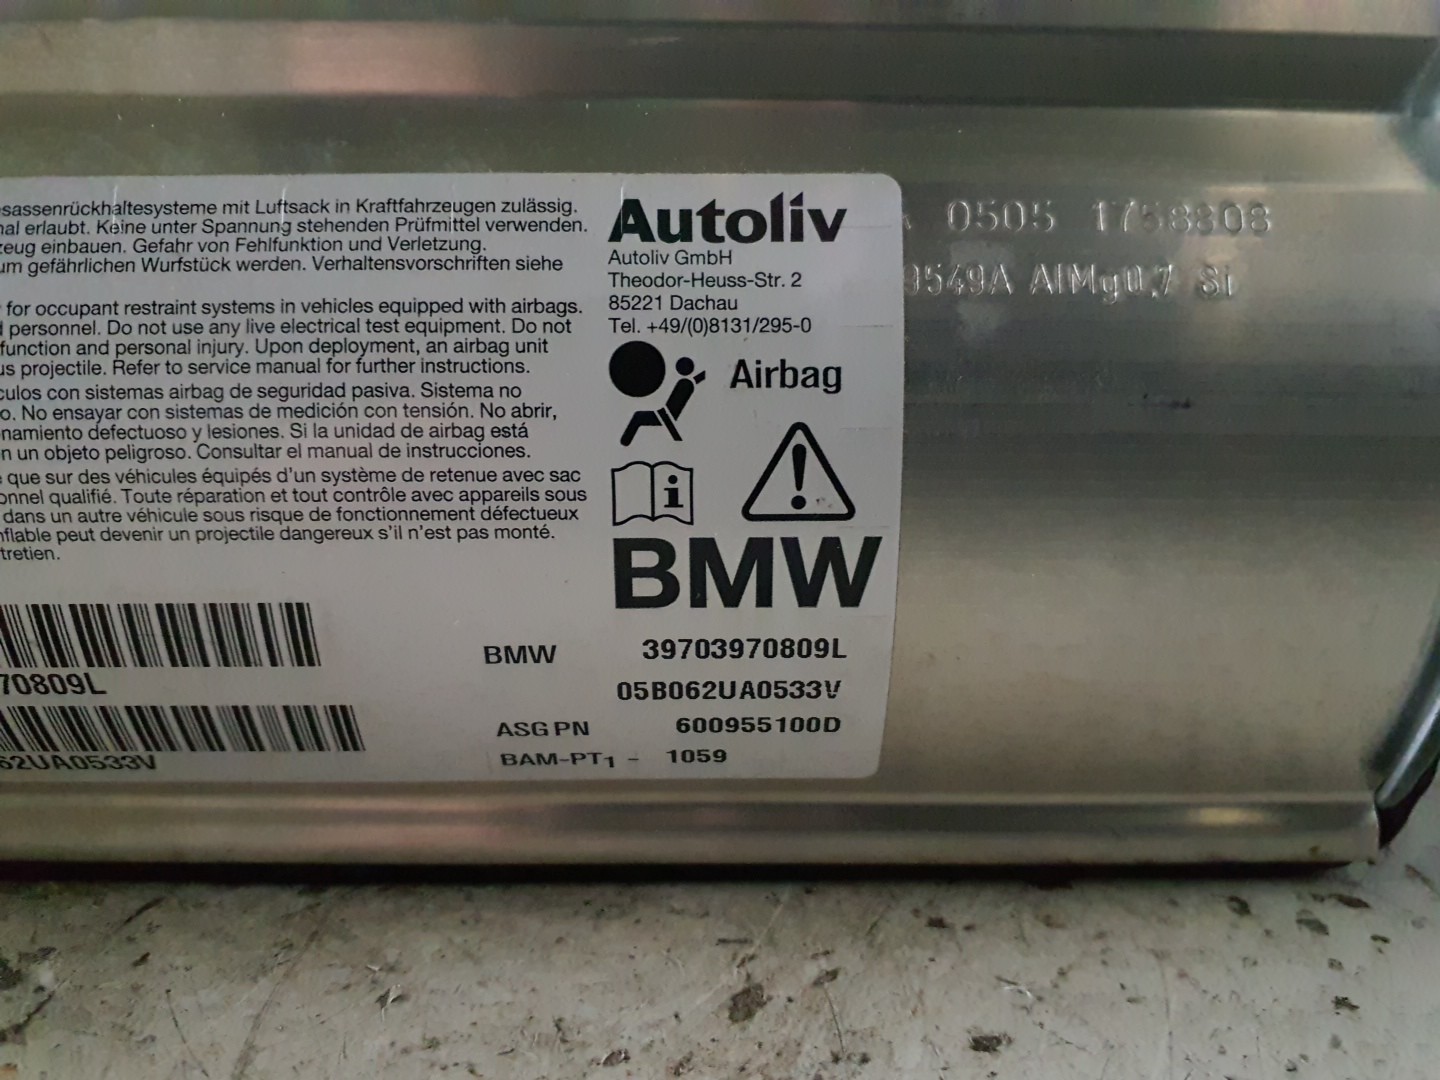 sassenrückhaltesysteme mit Luftsack in Kraftfahrzeugen zulässig.
nal erlaubt. Keine unter Spannung stehenden Prüfmittel verwenden.
zeug einbauen. Gefahr von Fehlfunktion und Verletzung.
um gefährlichen Wurfstück werden. Verhaltensvorschriften siehe
for occupant restraint systems in vehicles equipped with airbags.
personnel. Do not use any live electrical test equipment. Do not
function and personal injury. Upon deployment, an airbag unit
us projectile. Refer to service manual for further instructions.
culos con sistemas airbag de seguridad pasiva. Sistema no
o. No ensayar con sistemas de medición con tensión. No abrir,
namiento defectuoso y lesiones. Si la unidad de airbag está
n un objeto peligroso. Consultar el manual de instrucciones.
que sur des véhicules équipés d'un système de retenue avec sac
onnel qualifié. Toute réparation et tout contrôle avec appareils sous
dans un autre véhicule sous risque de fonctionnement défectueux
nflable peut devenir un projectile dangereux s'il n'est pas monté.
tretien.
70809L
62UA0533V
Autoliv
Autoliv GmbH
Theodor-Heuss-Str. 2
85221 Dachau
Tel. +49/(0)8131/295-0
Airbag
i
BMW
BMW 39703970809L
05B062UA0533V
ASG PN 600955100D
BAM-PT1 - 1059
0505 1758808
9549A AlMg0,7 Si